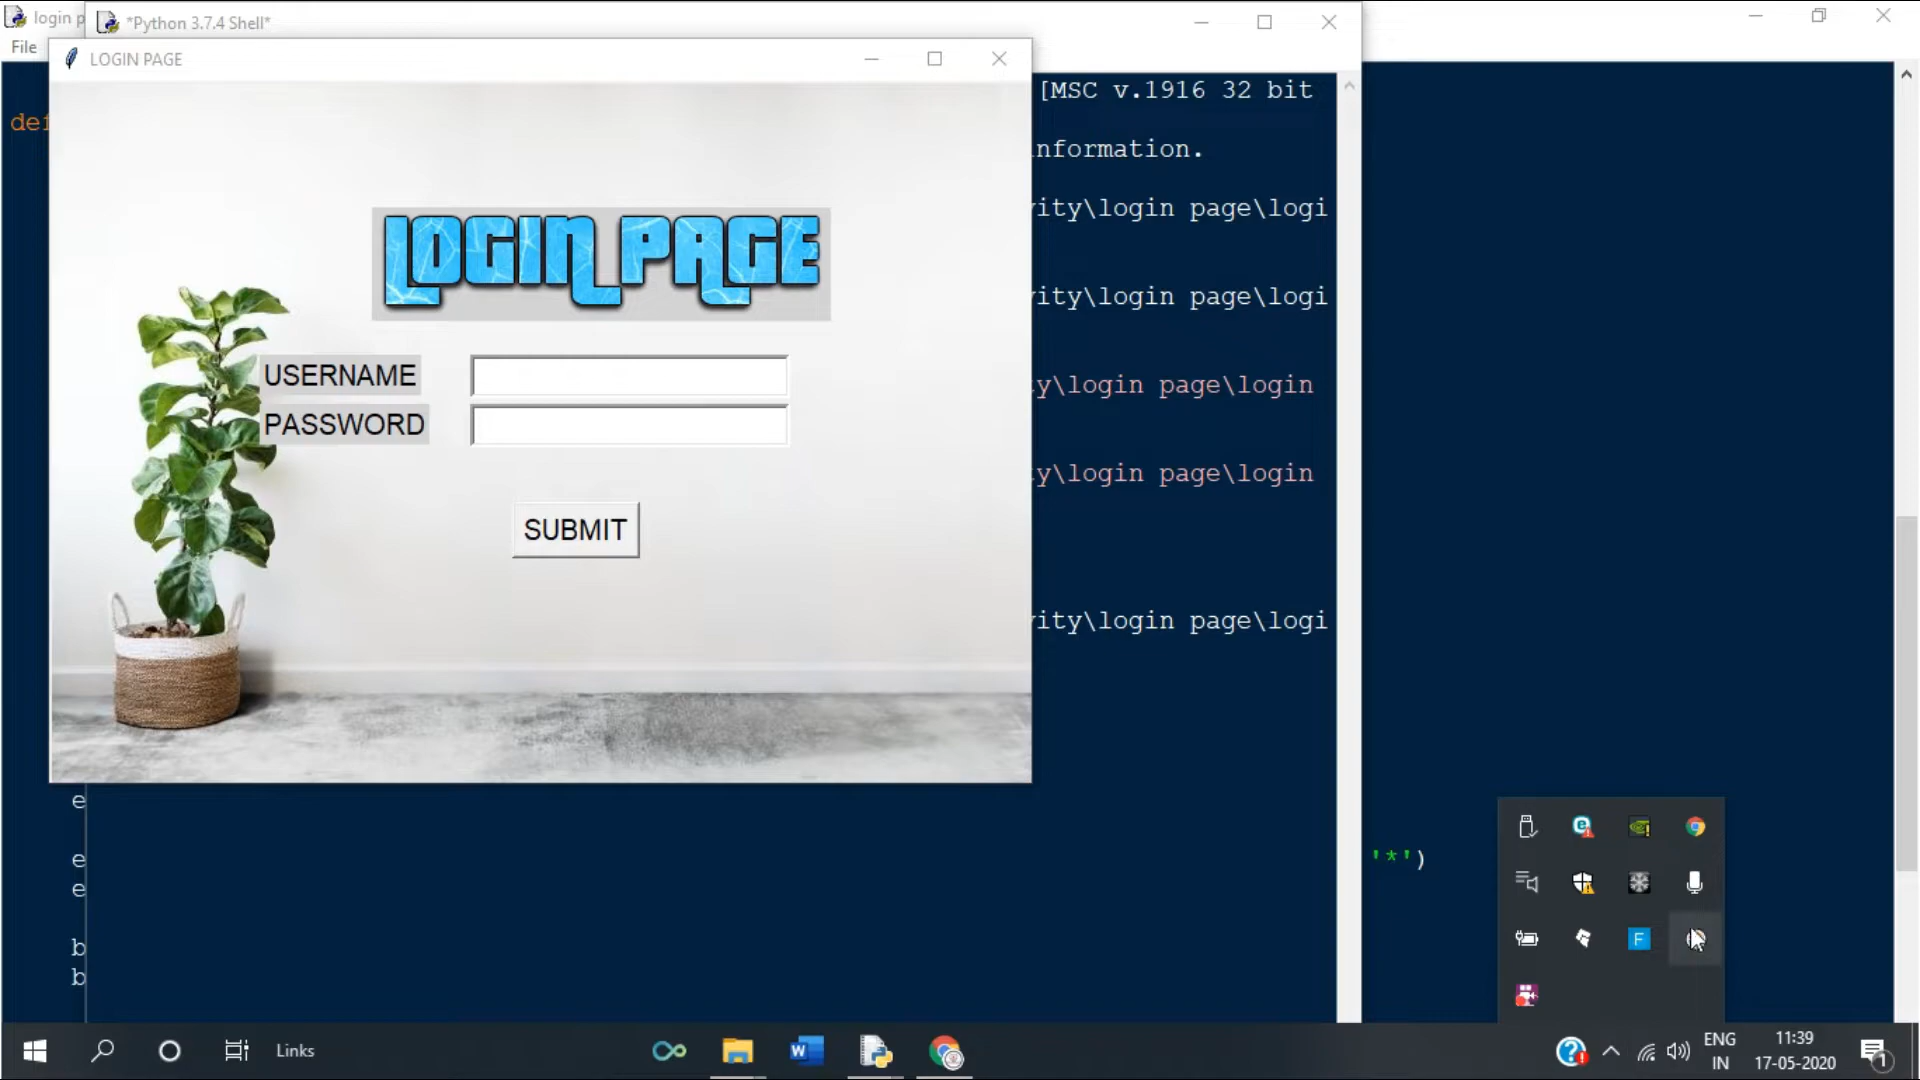 login p
*Python 3.7.4 Shell*
File
LOGIN PAGE
[MSC v.1916 32 bit
def
nformation.
ity\login page\logi
LOGIN PAGE
ity\login page\logi
USERNAME
y\login page\login
PASSWORD
y\login page\login
SUBMIT
ity\login page\logi
e
e
'*')
e
b
b
F
Links
W
ENG
IN
11:39
17-05-2020
1